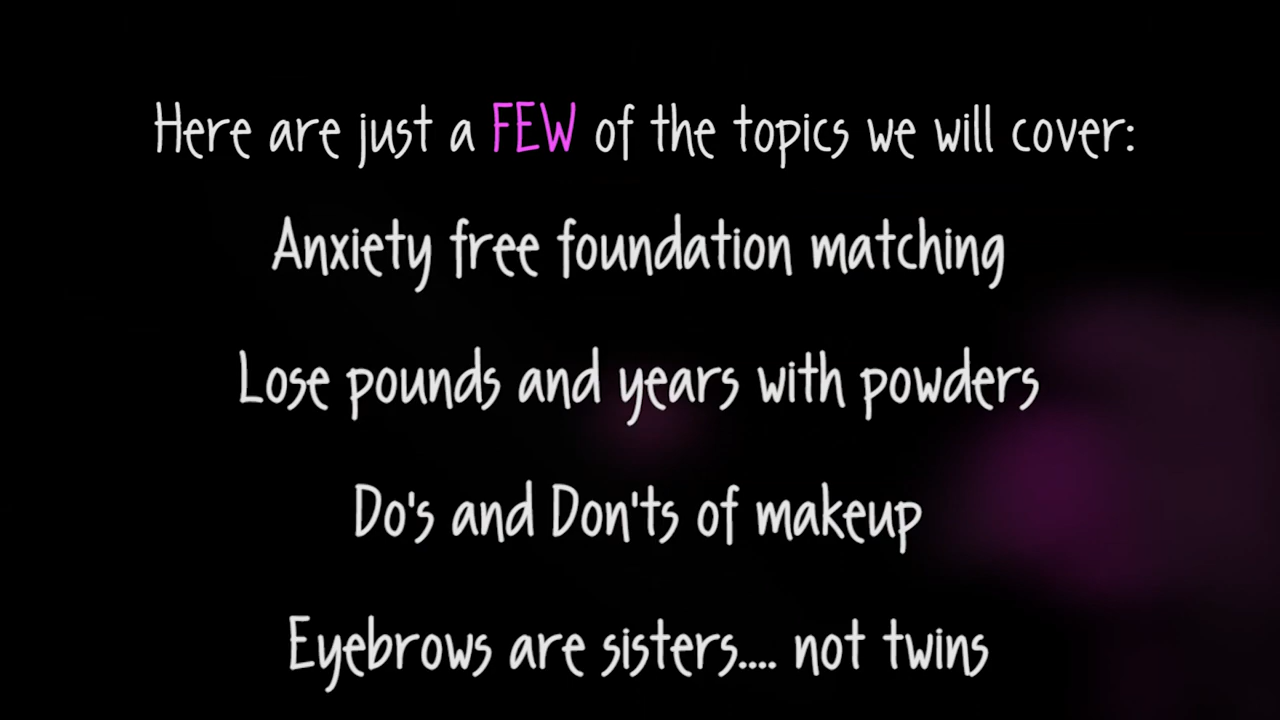 Here are just a FEW of the topics we will cover:
Anxiety free foundation matching
Lose pounds and years with powders
Do's and Don'ts of makeup
Eyebrows are sisters.... not twins